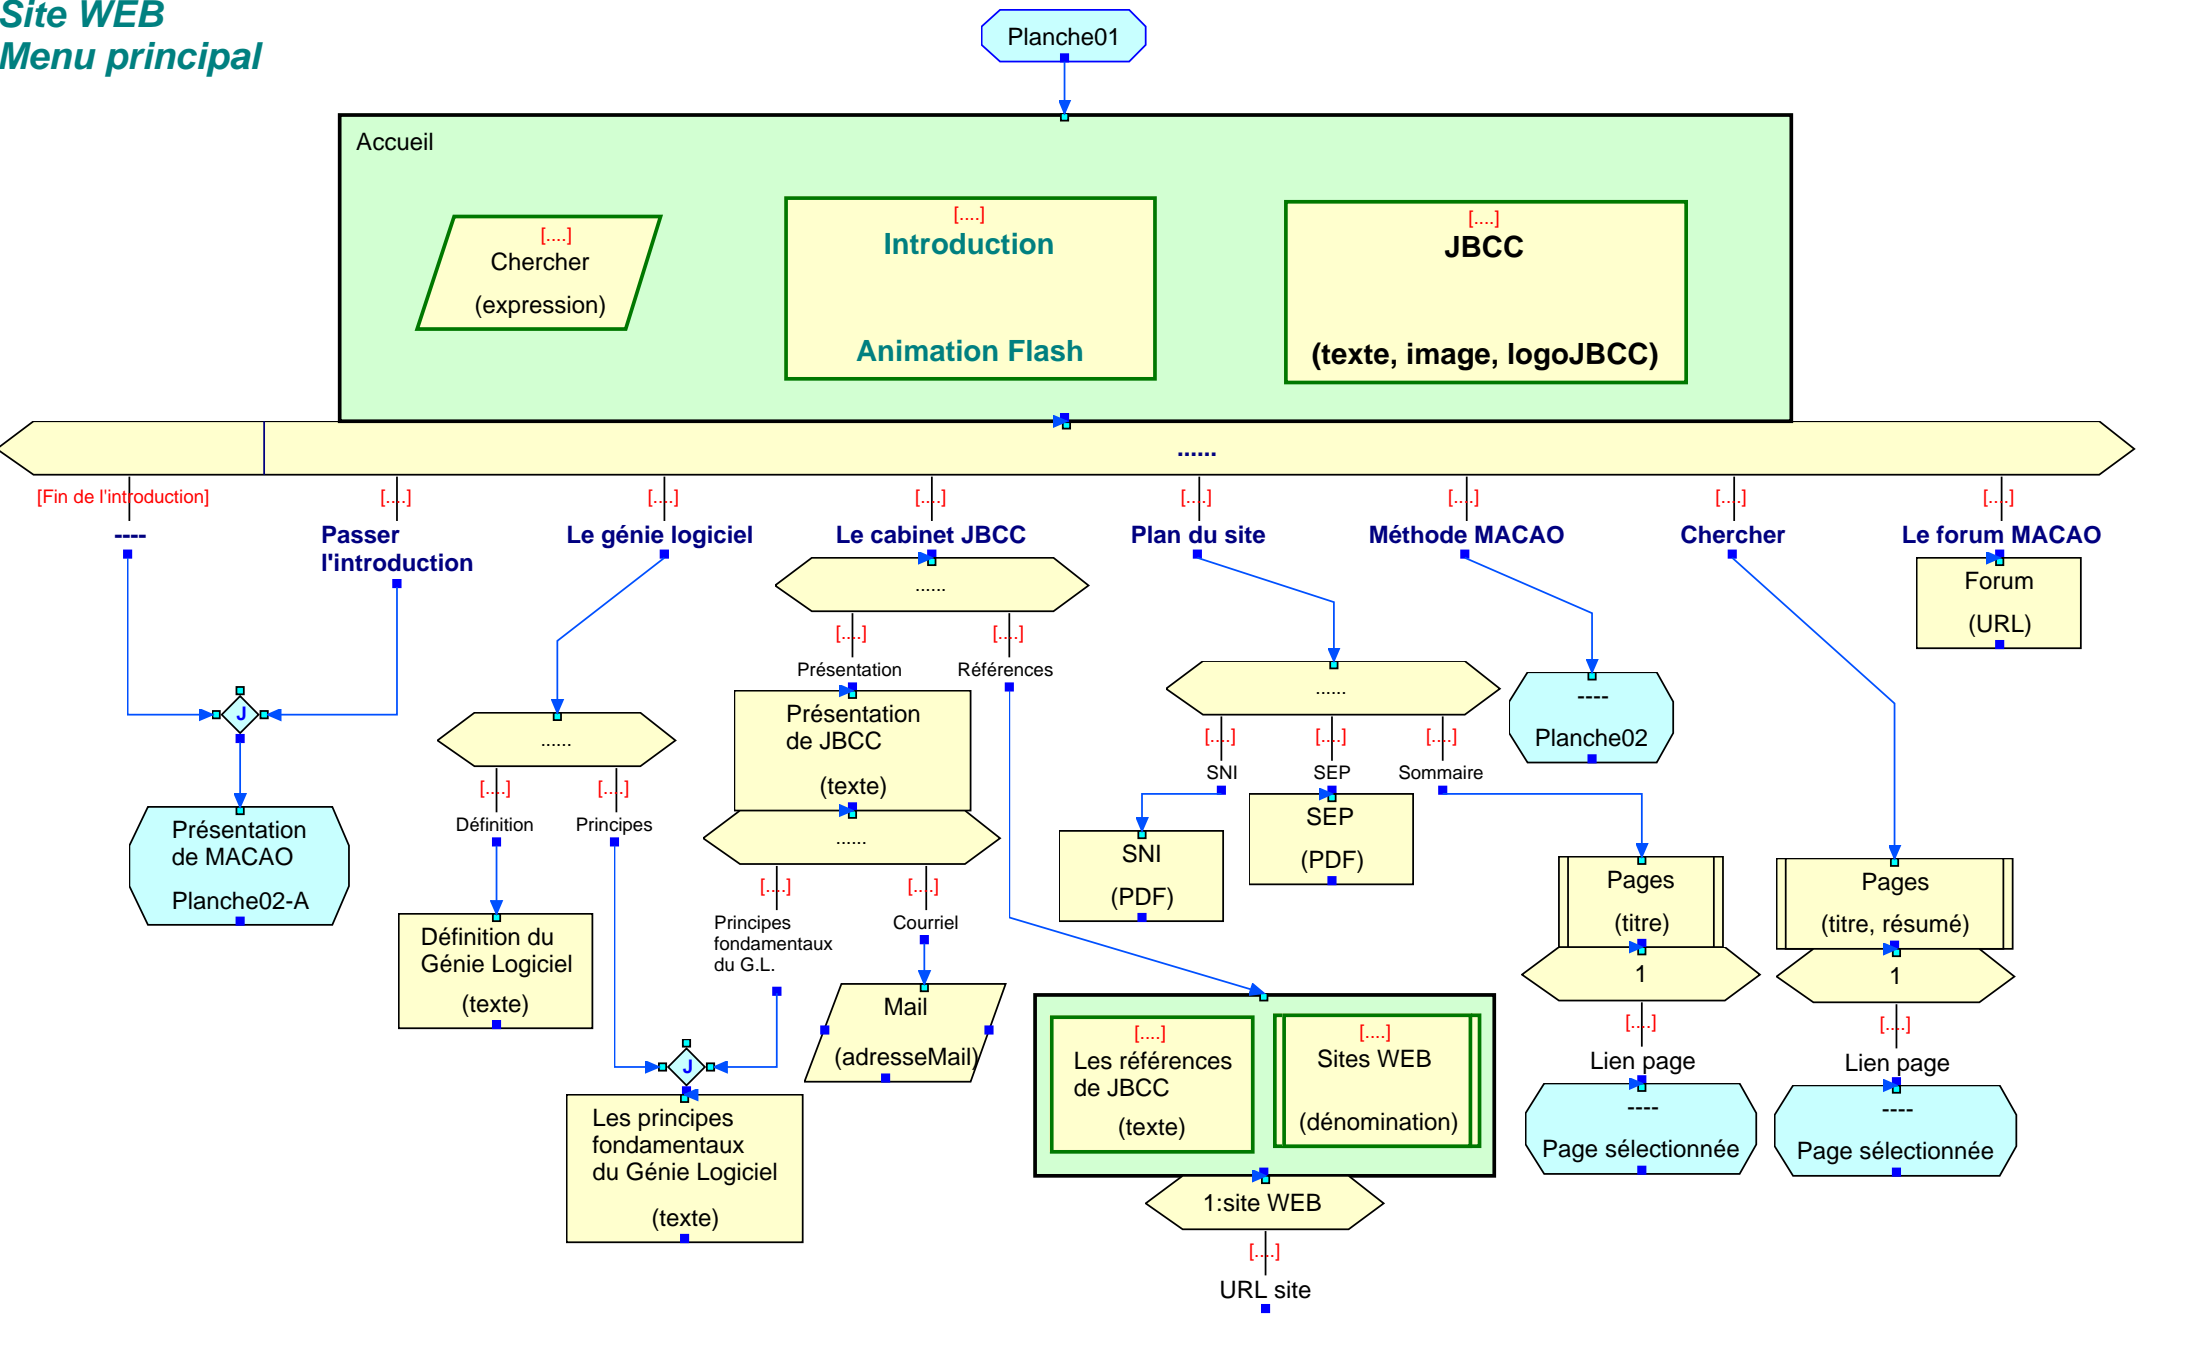 Site WEB
Menu principal
Planche01
Accueil
[....]
Chercher
(expression)
[....]
Introduction
Animation Flash
[....]
JBCC
(texte, image, logoJBCC)
......
[Fin de l'introduction]
----
[....]
Passer
l'introduction
[....]
Le génie logiciel
[....]
Le cabinet JBCC
[....]
Plan du site
[....]
Méthode MACAO
[....]
Chercher
[....]
Le forum MACAO
J
Présentation
de MACAO
Planche02-A
......
[....]
Définition
[....]
Principes
Définition du
Génie Logiciel
(texte)
......
[....]
Présentation
[....]
Références
Présentation
de JBCC
(texte)
......
[....]
Principes
fondamentaux
du G.L.
[....]
Courriel
Mail
(adresseMail)
J
Les principes
fondamentaux
du Génie Logiciel
(texte)
[....]
Les références
de JBCC
(texte)
[....]
Sites WEB
(dénomination)
1:site WEB
[....]
URL site
......
[....]
SNI
[....]
SEP
[....]
Sommaire
SNI
(PDF)
SEP
(PDF)
Pages
(titre)
1
[....]
Lien page
----
Page sélectionnée
----
Planche02
Pages
(titre, résumé)
1
[....]
Lien page
----
Page sélectionnée
Forum
(URL)